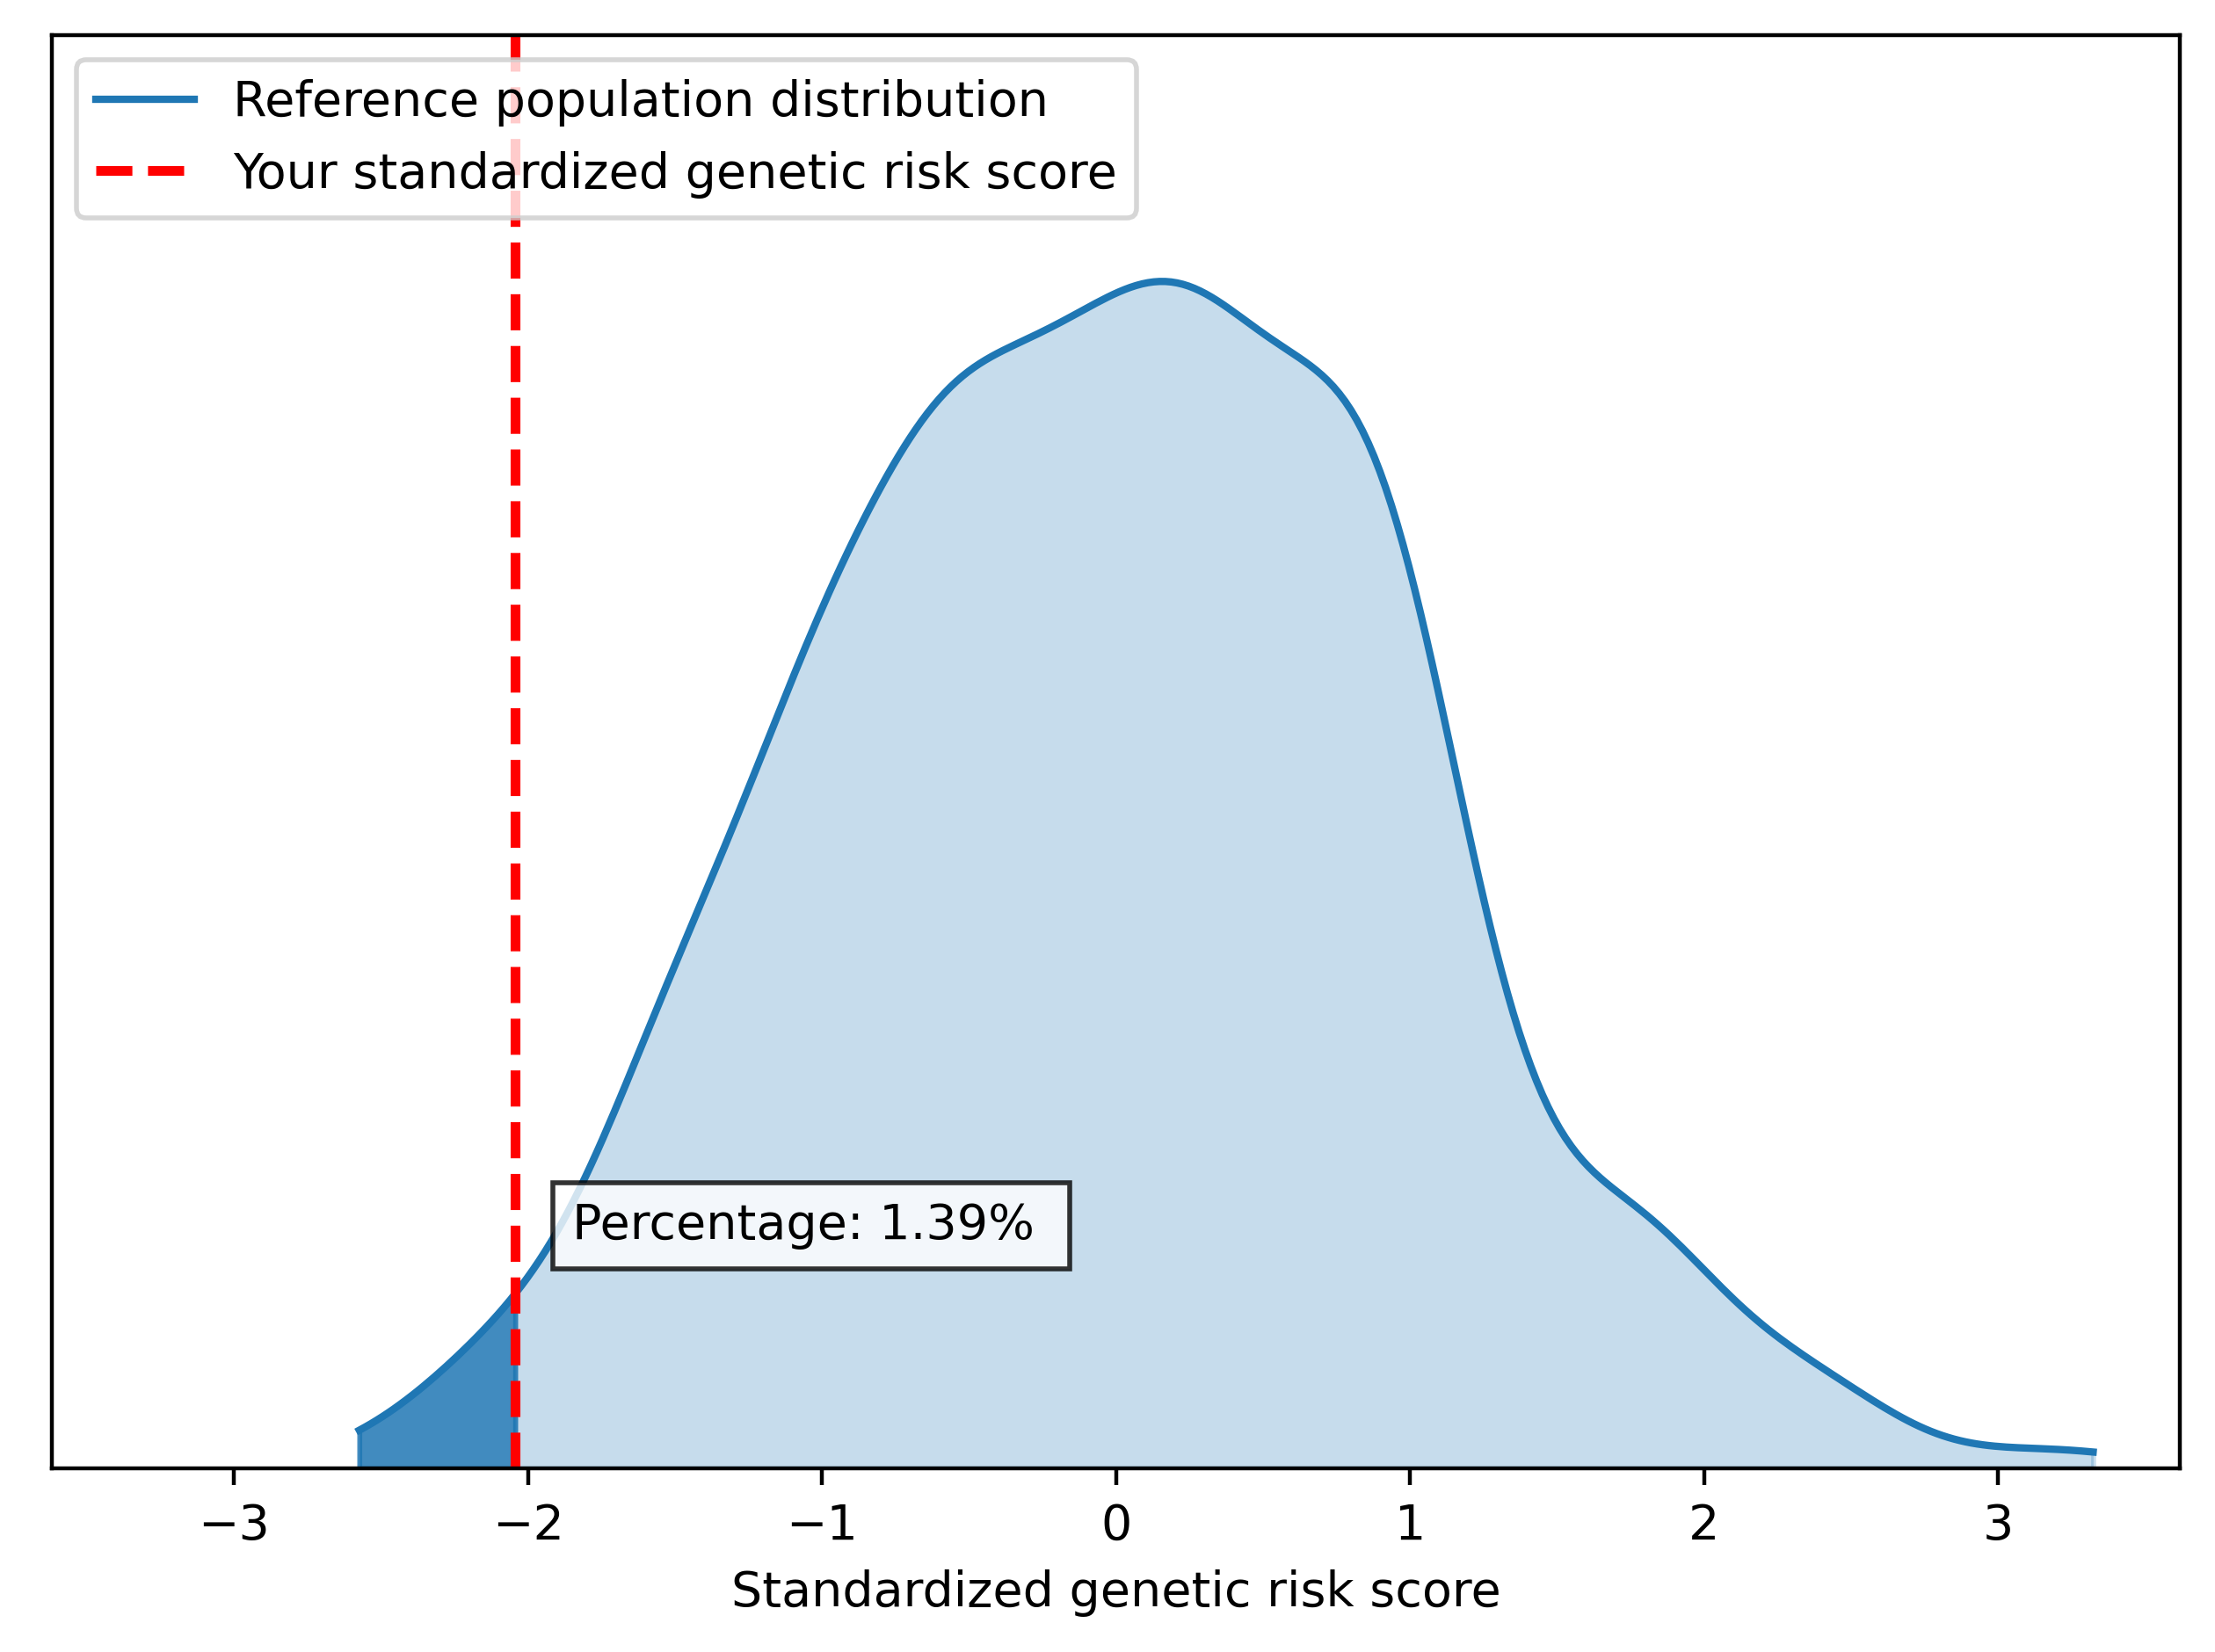 Reference population distribution
Your standardized genetic risk score
Percentage: 1.39%
−3 −2 −1 0 1 2 3
Standardized genetic risk score